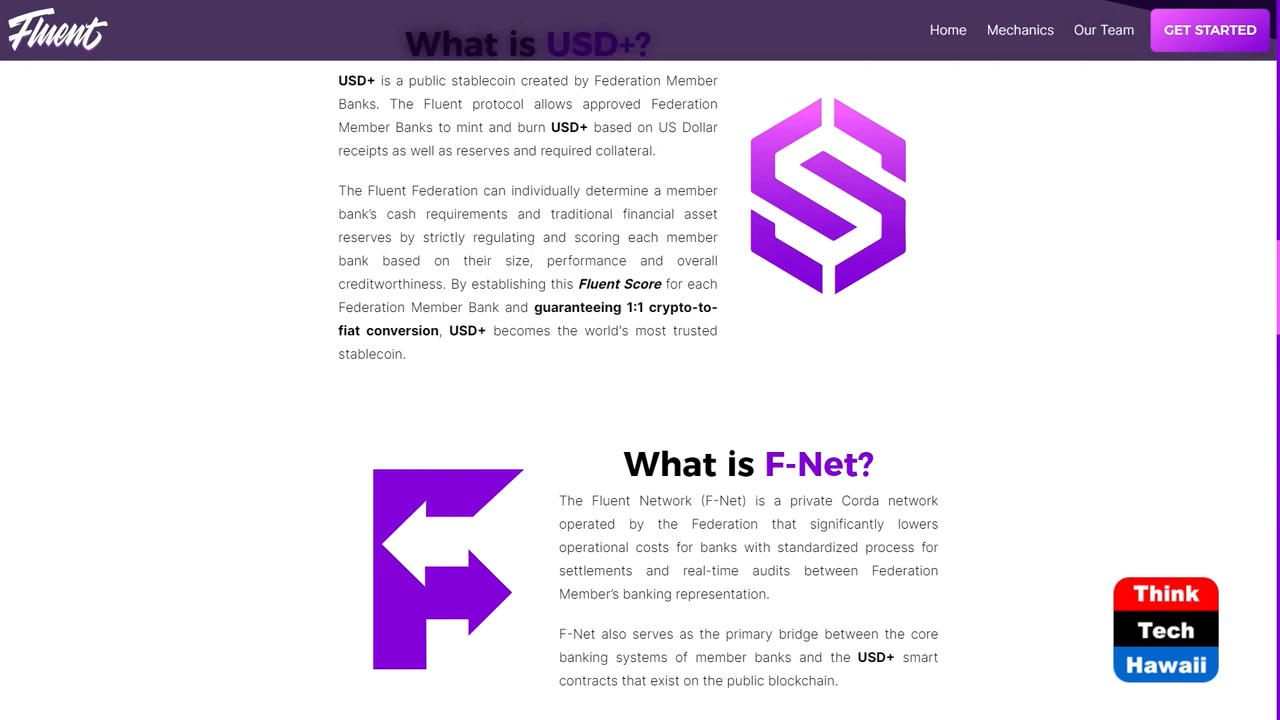 Fluent
Home
Mechanics
Our Team
GET STARTED
What is USD+?
USD+ is a public stablecoin created by Federation Member
Banks. The Fluent protocol allows approved Federation
Member Banks to mint and burn USD+ based on US Dollar
receipts as well as reserves and required collateral.
The Fluent Federation can individually determine a member
bank’s cash requirements and traditional financial asset
reserves by strictly regulating and scoring each member
bank based on their size, performance and overall
creditworthiness. By establishing this Fluent Score for each
Federation Member Bank and guaranteeing 1:1 crypto-to-
fiat conversion, USD+ becomes the world's most trusted
stablecoin.
What is F-Net?
The Fluent Network (F-Net) is a private Corda network
operated by the Federation that significantly lowers
operational costs for banks with standardized process for
settlements and real-time audits between Federation
Member’s banking representation.
F-Net also serves as the primary bridge between the core
banking systems of member banks and the USD+ smart
contracts that exist on the public blockchain.
Think
Tech
Hawaii